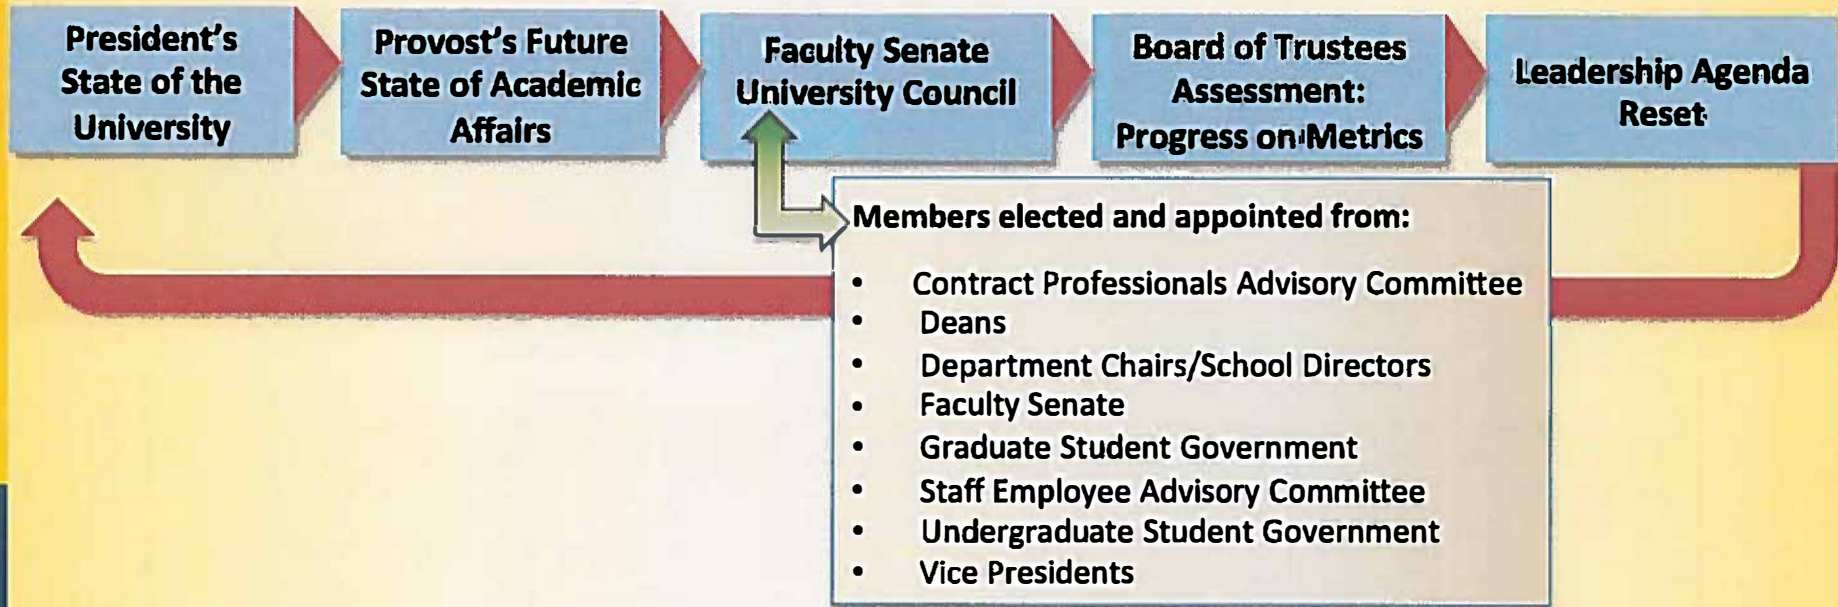 President's
State of the
University
Provost's Future
State of Academic
Affairs
Faculty Senate
University Council
Board of Trustees
Assessment:
Progress on Metrics
Leadership Agenda
Reset
Members elected and appointed from:
• Contract Professionals Advisory Committee
• Deans
• Department Chairs/School Directors
• Faculty Senate
• Graduate Student Government
• Staff Employee Advisory Committee
• Undergraduate Student Government
• Vice Presidents